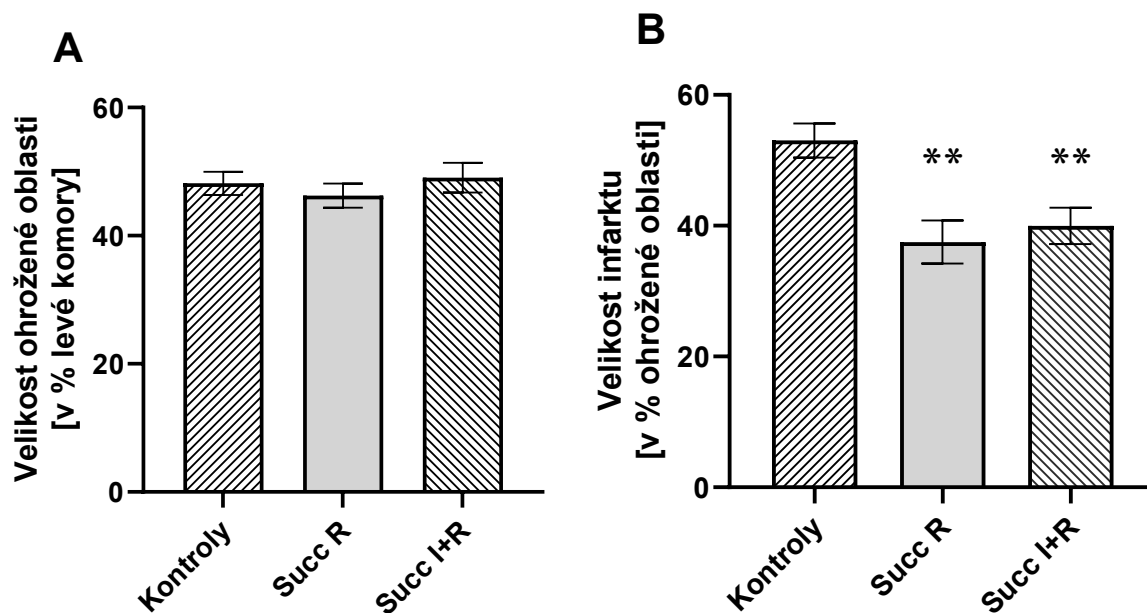 A
Velikost ohrožené oblasti
[v % levé komory]
60
40
20
0
Kontroly
Succ R
Succ I+R
B
Velikost infarktu
[v % ohrožené oblasti]
60
40
20
0
**
**
Kontroly
Succ R
Succ I+R